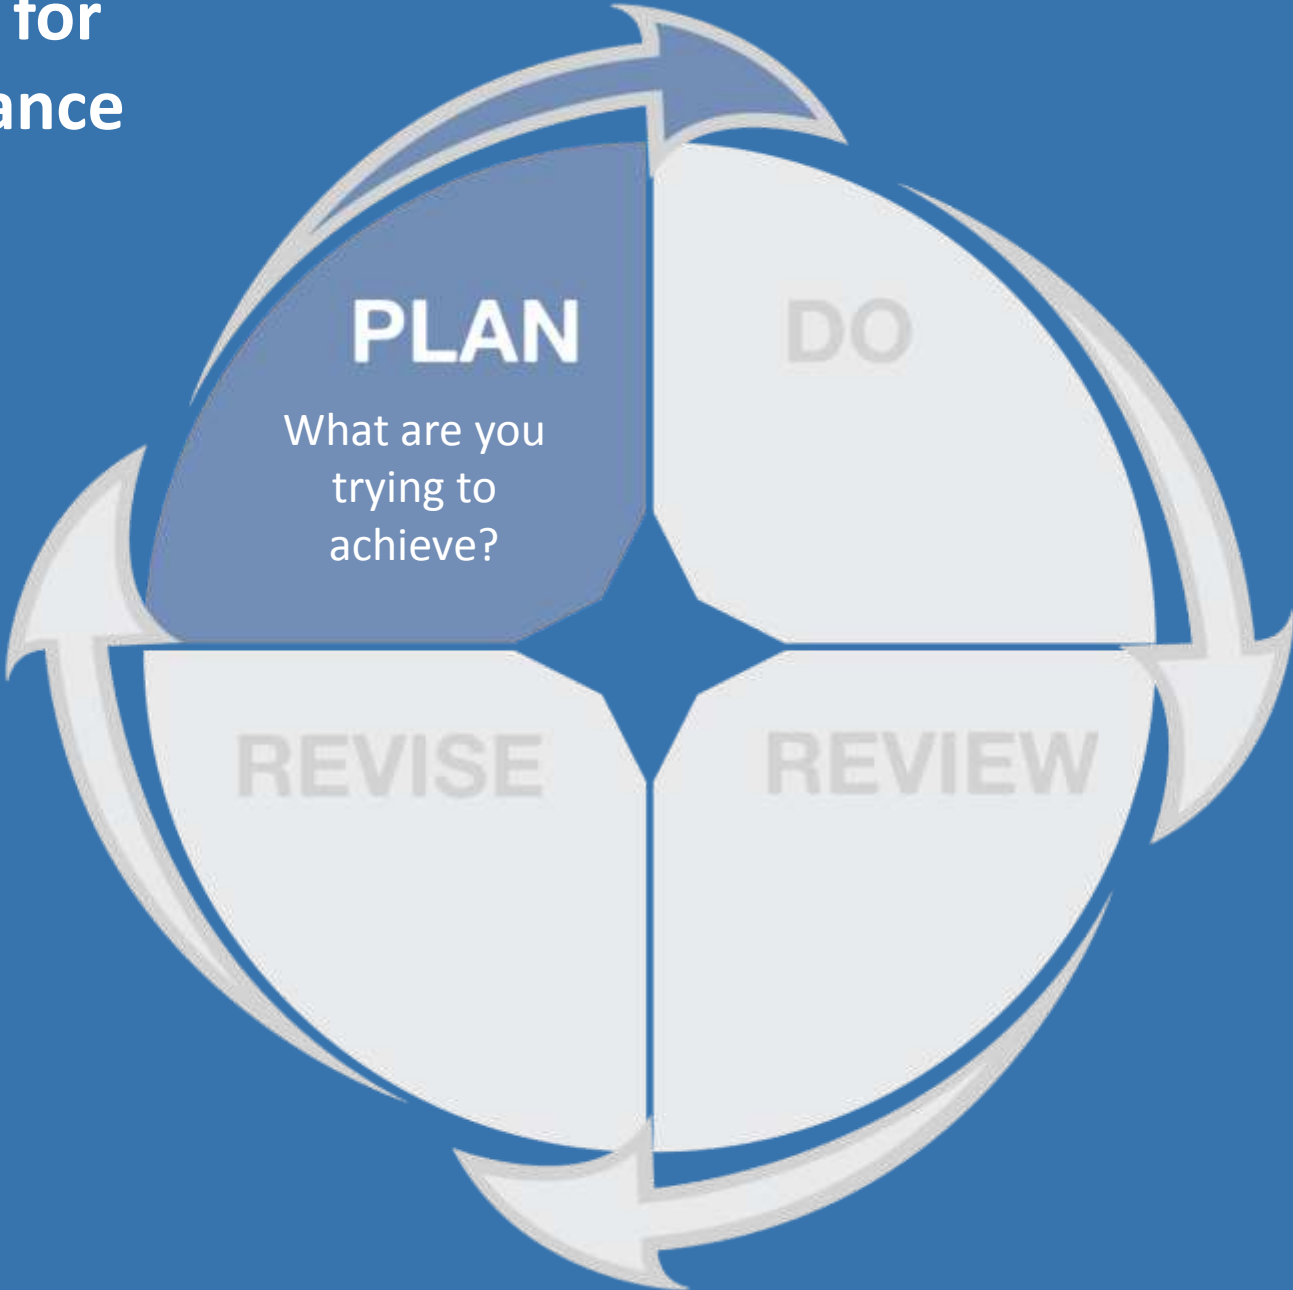 for
ance
PLAN
What are you
trying to
achieve?
DO
REVISE
REVIEW